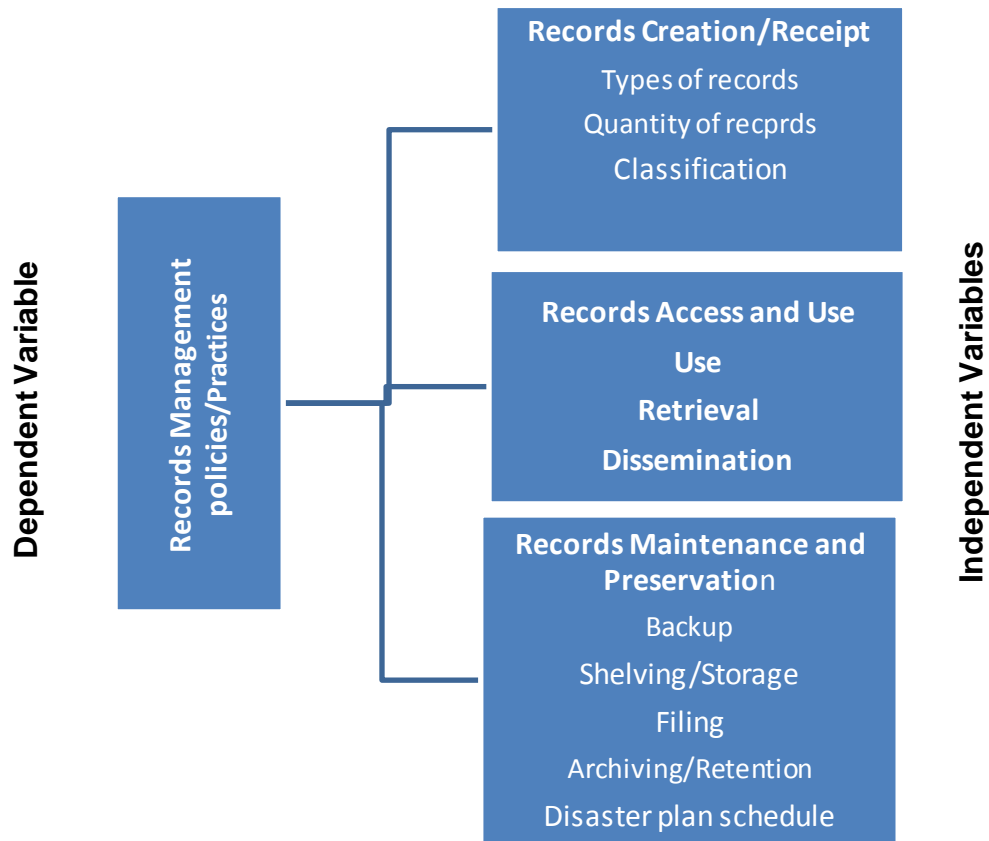 Dependent Variable
Records Management
policies/Practices
Records Creation/Receipt
Types of records
Quantity of recprds
Classification
Records Access and Use
Use
Retrieval
Dissemination
Records Maintenance and
Preservation
Backup
Shelving/Storage
Filing
Archiving/Retention
Disaster plan schedule
Independent Variables